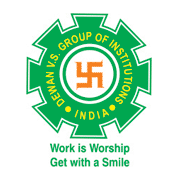 DEWAN V.S. GROUP OF INSTITUTIONS
• INDIA •
Work is Worship
Get with a Smile